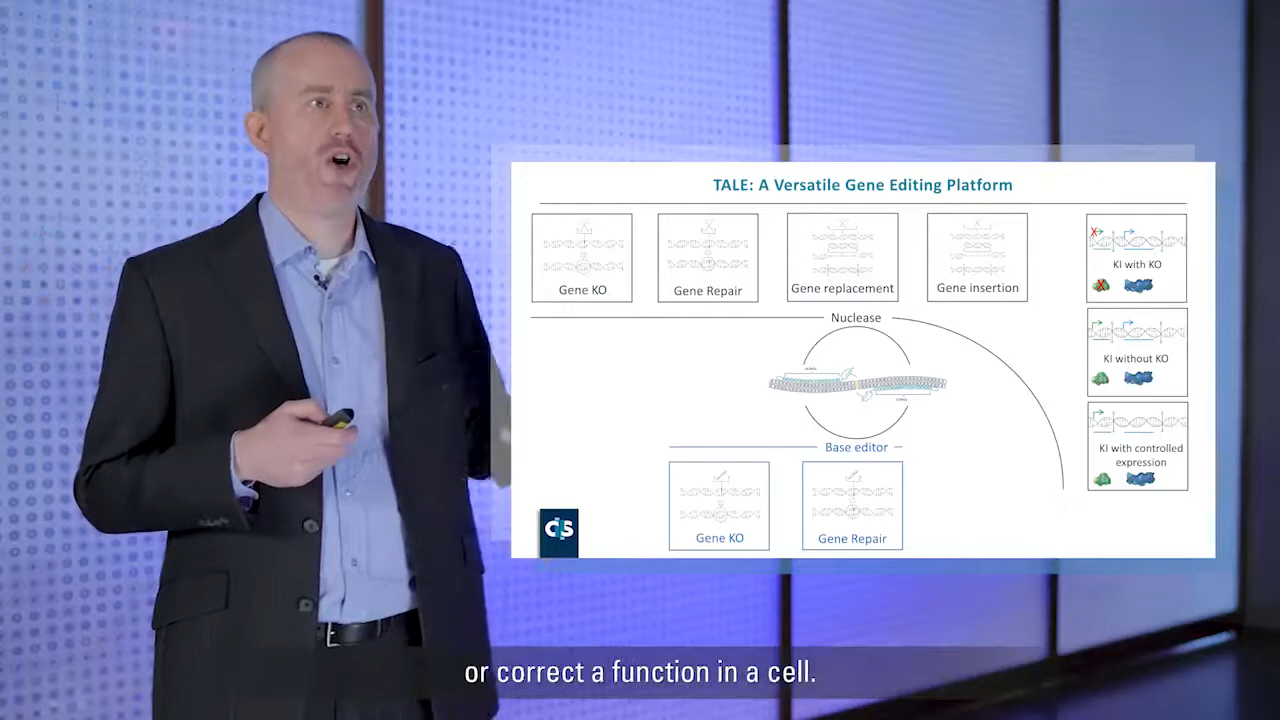 TALE: A Versatile Gene Editing Platform
Gene KO
Gene Repair
Gene replacement
Gene insertion
KI with KO
Nuclease
KI without KO
Base editor
KI with controlled
expression
Gene KO
Gene Repair
or correct a function in a cell.